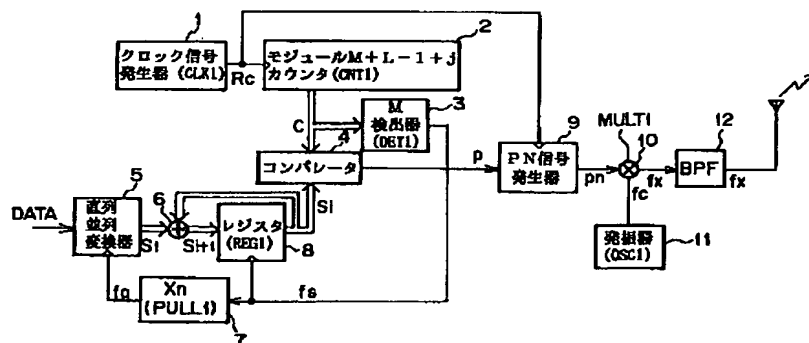 1
クロック信号
発生器(CLK1)
Rc
2
モジュールM+L-1+j
カウンタ(CNT1)
C
3
M
検出器
(DET1)
4
コンパレータ
P
9
PN信号
発生器
pn
MULT1
10
fc
fx
12
BPF
fx
発振器
(OSC1)
11
DATA
5
直列
並列
変換器
Si
6
Si+1
レジスタ
(REG1)
8
Si
Xn
(PULL1)
7
fa
fs